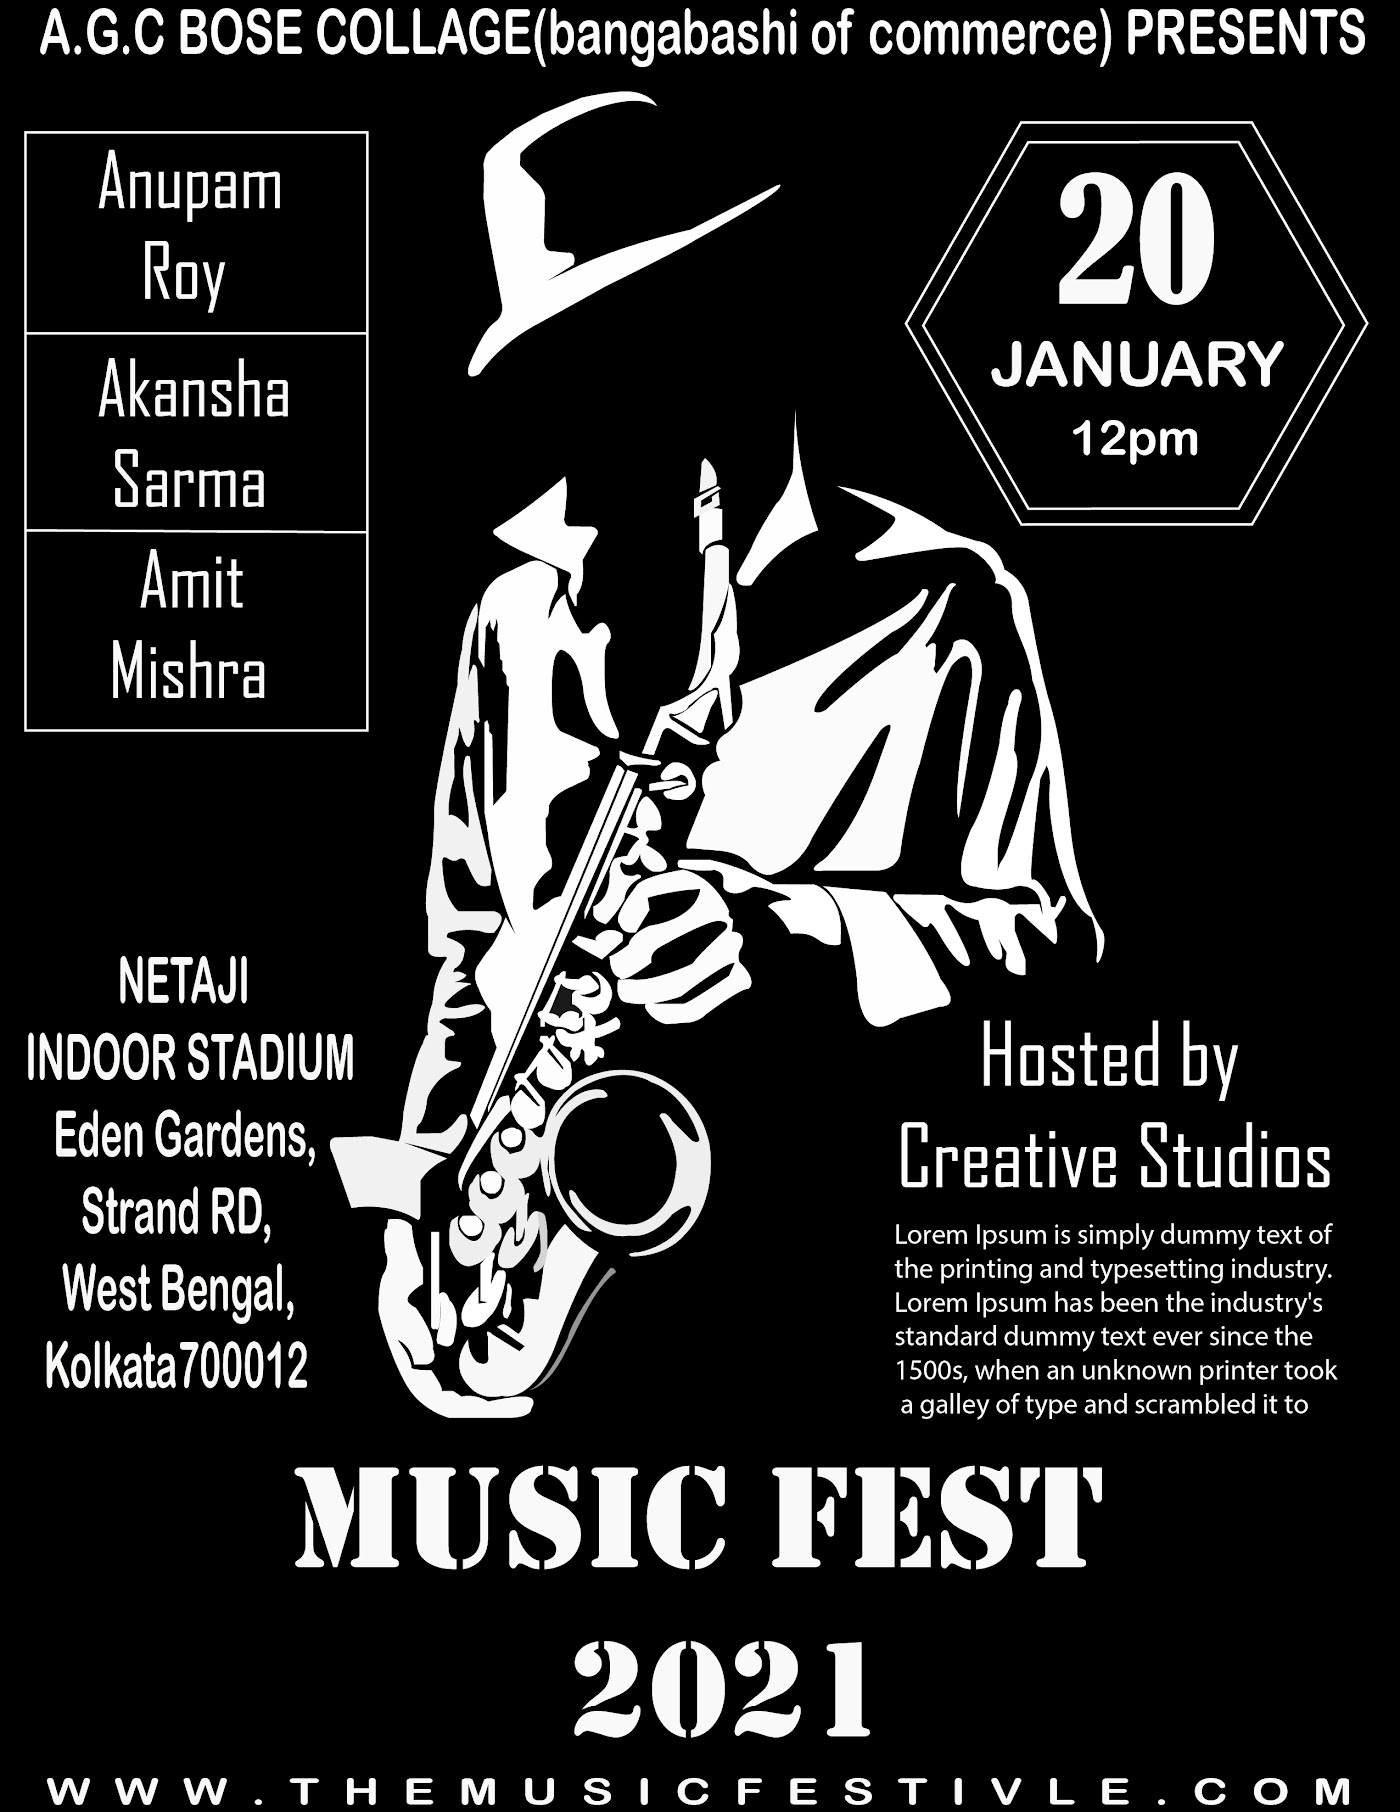 A.G.C BOSE COLLAGE(bangabashi of commerce) PRESENTS
Anupam
Roy
Akansha
Sarma
Amit
Mishra
20
JANUARY
12pm
NETAJI
INDOOR STADIUM
Eden Gardens,
Strand RD,
West Bengal,
Kolkata700012
Hosted by
Creative Studios
Lorem Ipsum is simply dummy text of
the printing and typesetting industry.
Lorem Ipsum has been the industry's
standard dummy text ever since the
1500s, when an unknown printer took
a galley of type and scrambled it to
MUSIC FEST
2021
WWW.THEMUSICFESTIVLE.COM